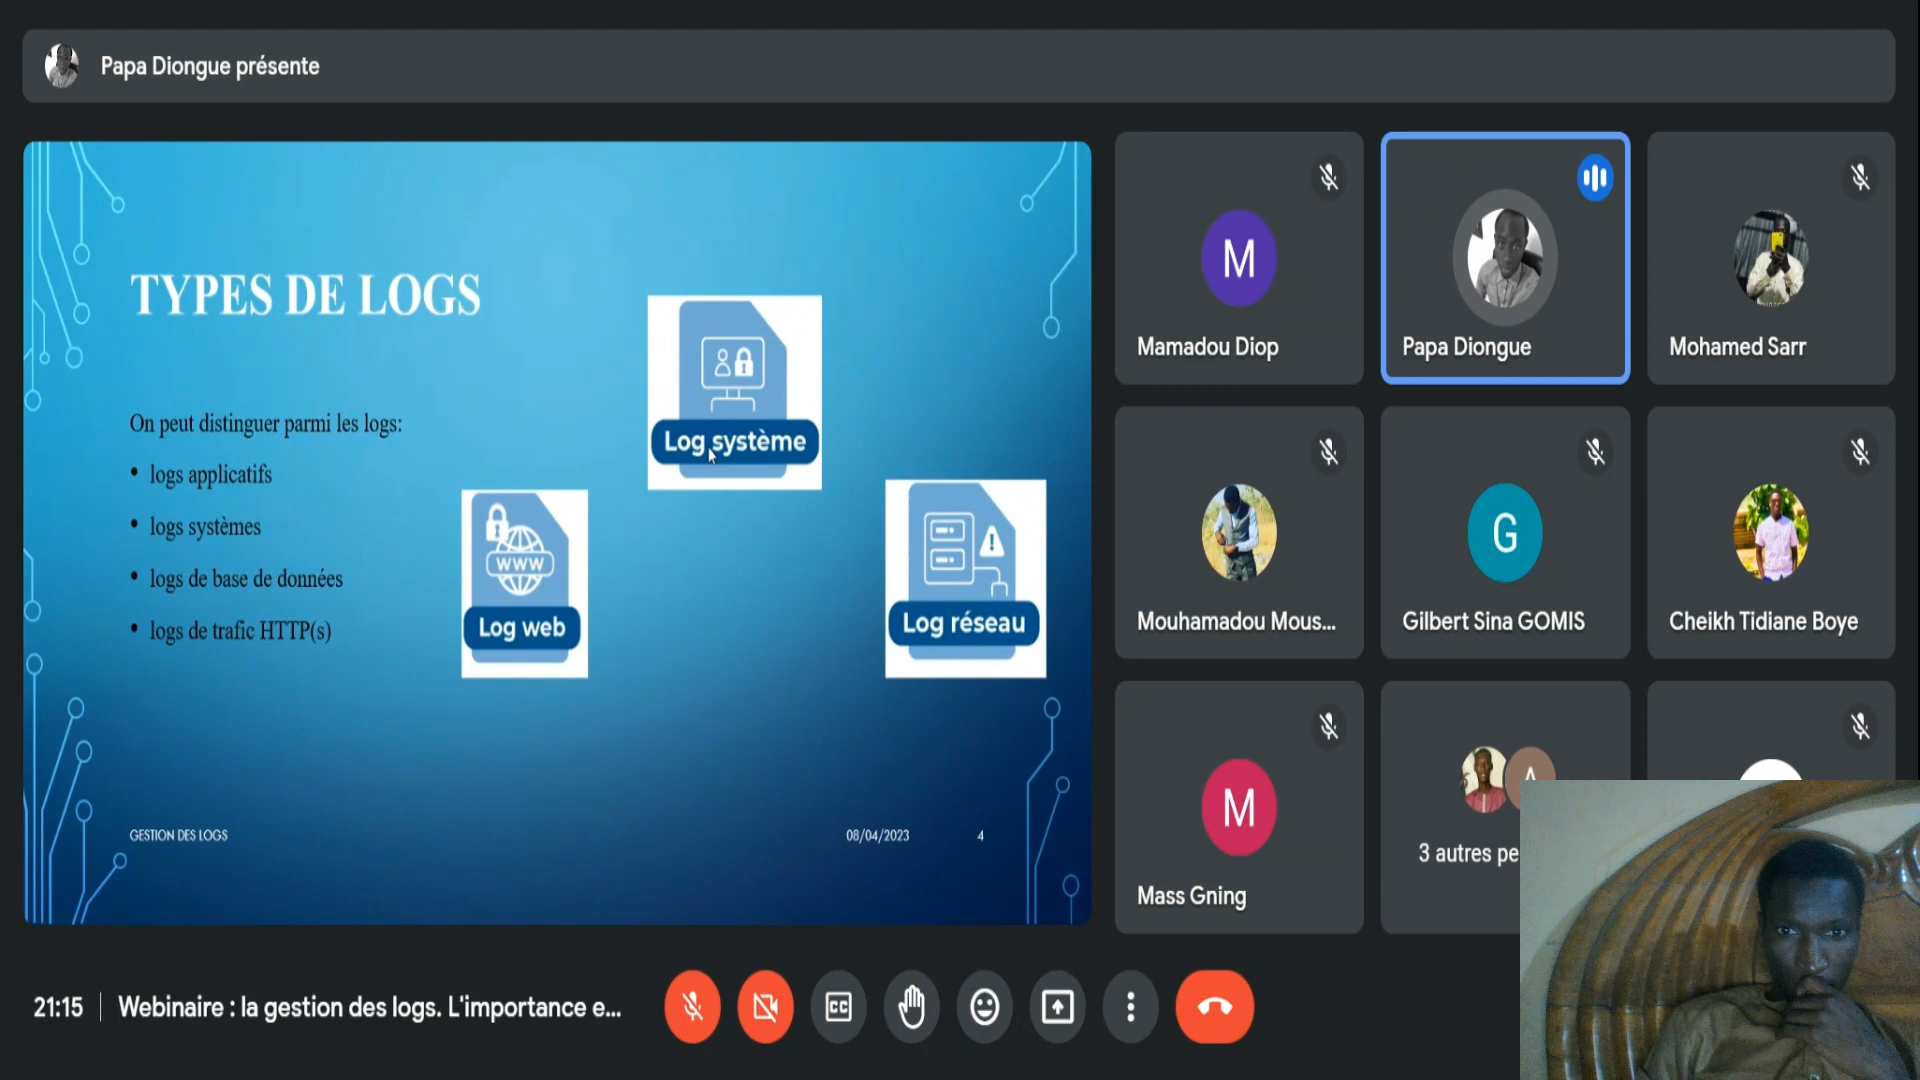 Papa Diongue présente
TYPES DE LOGS
On peut distinguer parmi les logs:
• logs applicatifs
• logs systèmes
• logs de base de données
• logs de trafic HTTP(s)
Log système
WWW
Log web
Log réseau
GESTION DES LOGS
08/04/2023
4
M
Mamadou Diop
Papa Diongue
Mohamed Sarr
Mouhamadou Mous...
G
Gilbert Sina GOMIS
Cheikh Tidiane Boye
M
Mass Gning
A
3 autres pe
21:15
Webinaire : la gestion des logs. L'importance e...
CC